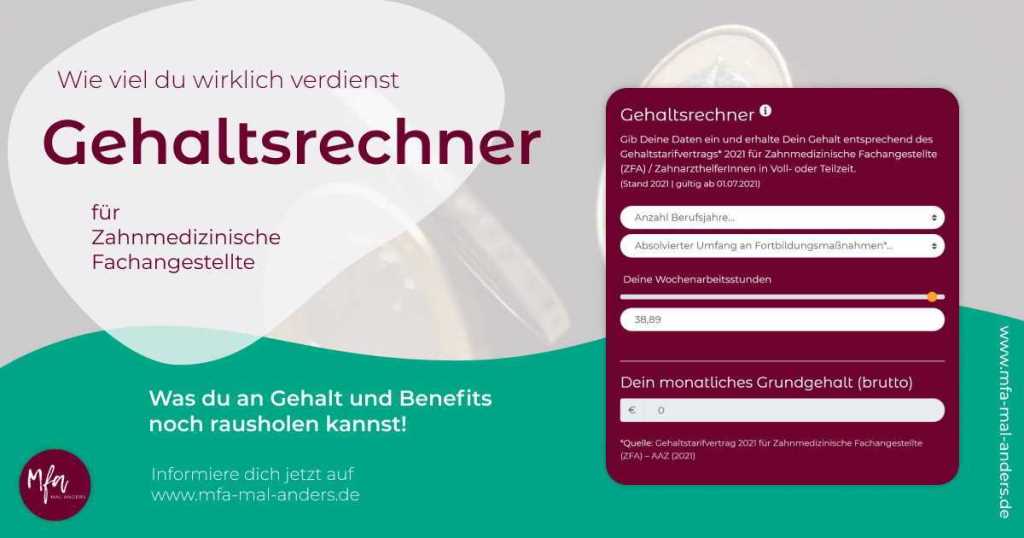 Wie viel du wirklich verdienst
Gehaltsrechner
für
Zahnmedizinische
Fachangestellte
Gehaltsrechner i
Gib Deine Daten ein und erhalte Dein Gehalt entsprechend des
Gehaltstarifvertrags* 2021 für Zahnmedizinische Fachangestellte
(ZFA) / ZahnarzthelferInnen in Voll- oder Teilzeit.
(Stand 2021 | gültig ab 01.07.2021)
Anzahl Berufsjahre...
Absolvierter Umfang an Fortbildungsmaßnahmen*...
Deine Wochenarbeitsstunden
38,89
Dein monatliches Grundgehalt (brutto)
€ 0
*Quelle: Gehaltstarifvertrag 2021 für Zahnmedizinische Fachangestellte
(ZFA) – AAZ (2021)
Was du an Gehalt und Benefits
noch rausholen kannst!
Informiere dich jetzt auf
www.mfa-mal-anders.de
Mfa
MAL ANDERS
www.mfa-mal-anders.de